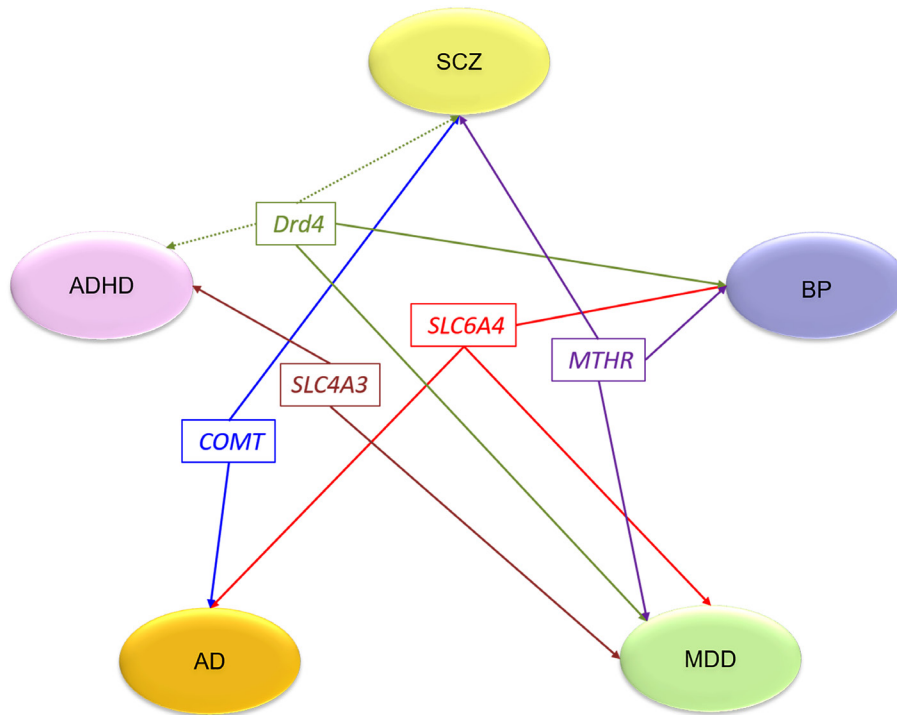 SCZ
Drd4
ADHD
BP
SLC6A4
MTHR
SLC4A3
COMT
AD
MDD